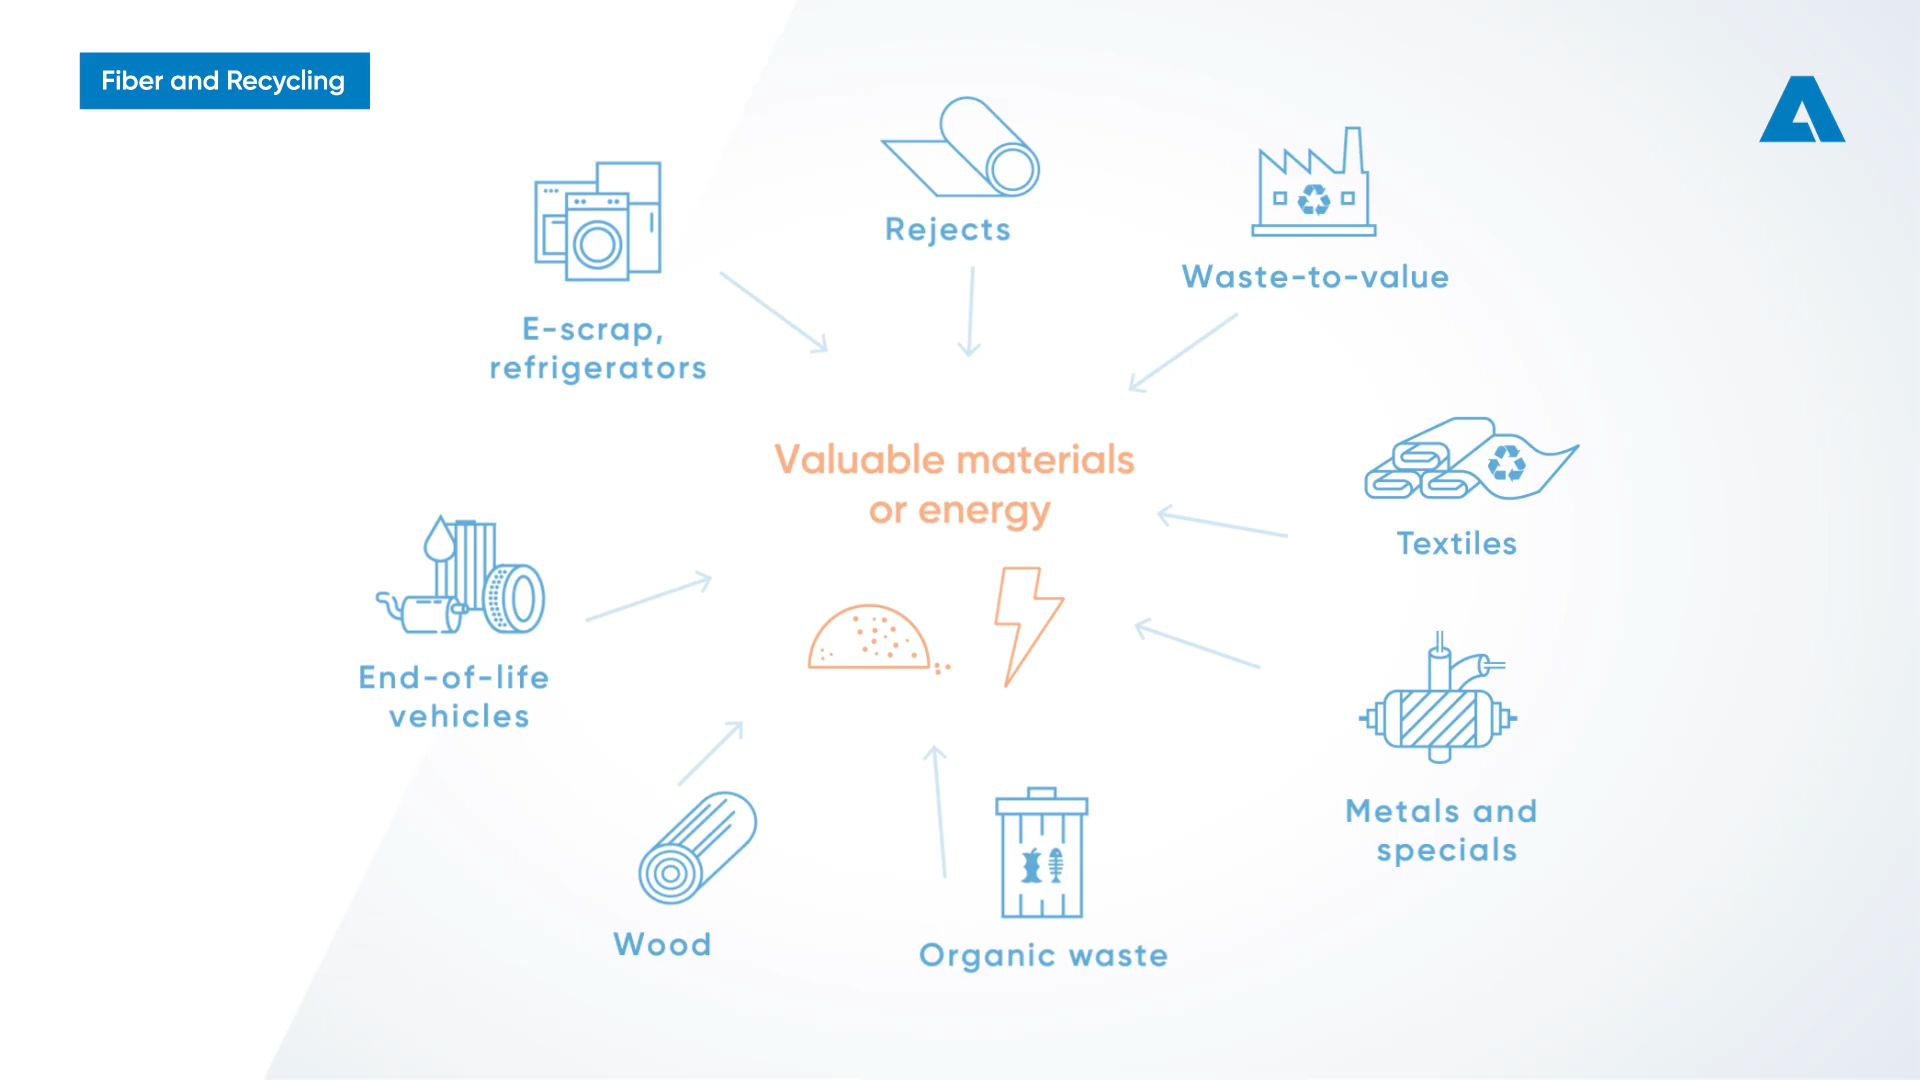 Fiber and Recycling
Rejects
Waste-to-value
E-scrap,
refrigerators
Valuable materials
or energy
Textiles
End-of-life
vehicles
Metals and
specials
Wood
Organic waste